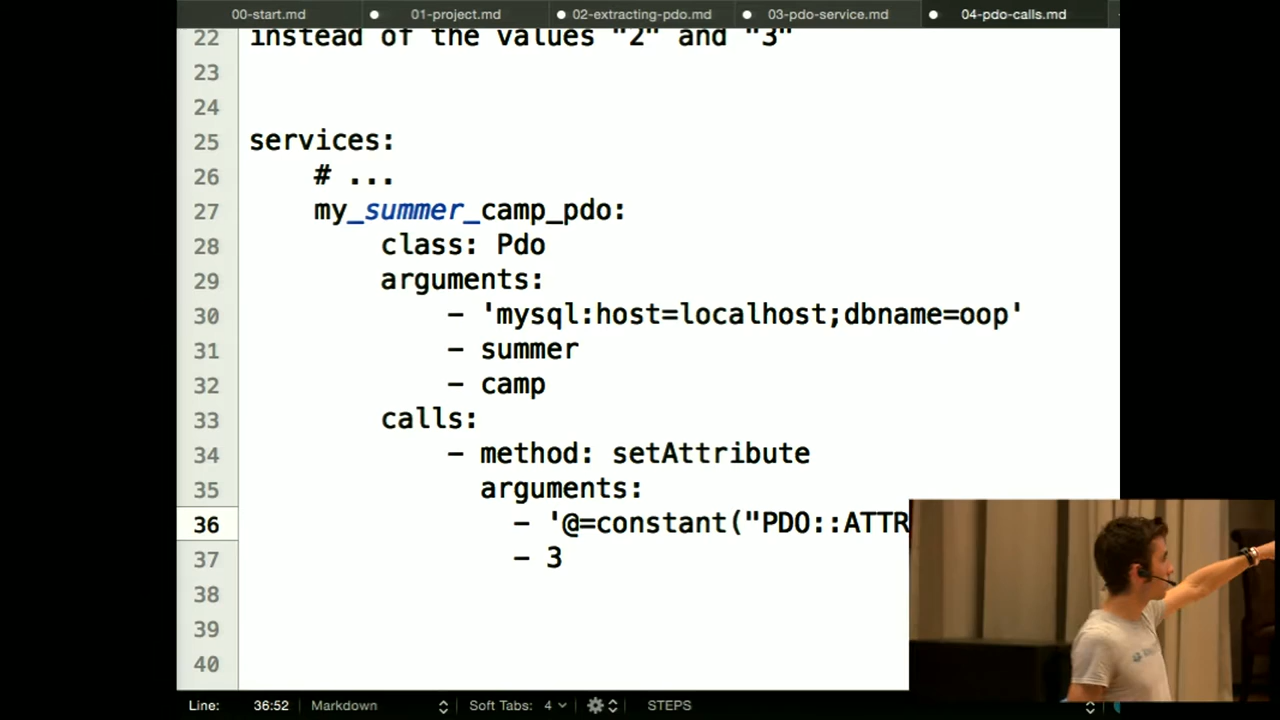 00-start.md
01-project.md
02-extracting-pdo.md
03-pdo-service.md
04-pdo-calls.md
22 instead of the values "2" and "3"
23
24
25 services:
26 # ...
27 my_summer_camp_pdo:
28 class: Pdo
29 arguments:
30 - 'mysql:host=localhost;dbname=oop'
31 - summer
32 - camp
33 calls:
34 - method: setAttribute
35 arguments:
36 - '@=constant("PDO::ATTR
37 - 3
38
39
40
Line: 36:52 Markdown Soft Tabs: 4 STEPS